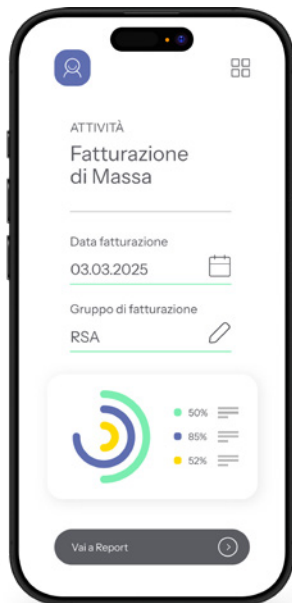 ATTIVITÀ
Fatturazione
di Massa
Data fatturazione
03.03.2025
Gruppo di fatturazione
RSA
50%
85%
52%
Vai a Report